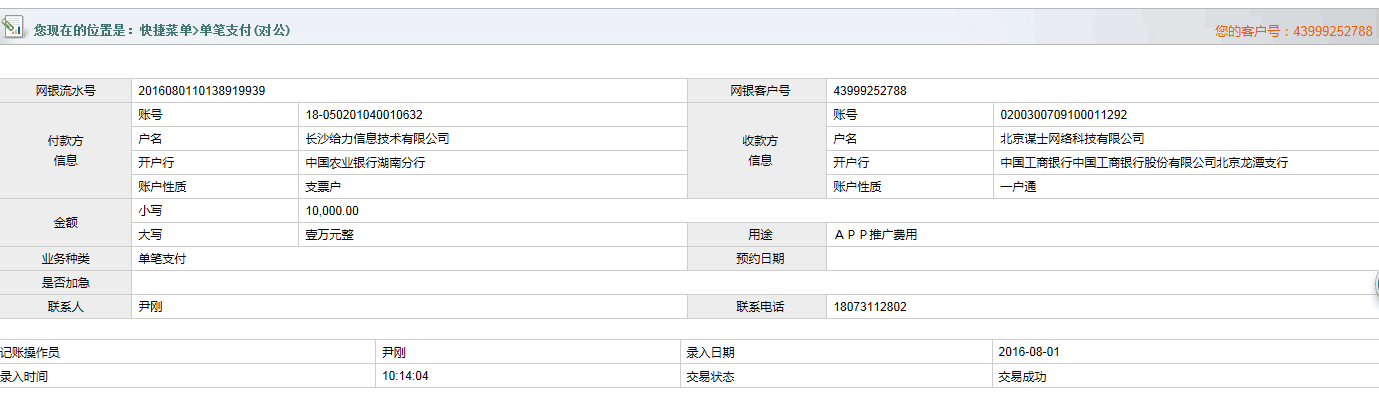 您现在的位置是：快捷菜单>单笔支付(对公)
您的客户号：43999252788
网银流水号 2016080110138919939 网银客户号 43999252788
付款方信息 账号 18-050201040010632 收款方信息 账号 0200300709100011292
户名 长沙给力信息技术有限公司 户名 北京谋士网络科技有限公司
开户行 中国农业银行湖南分行 开户行 中国工商银行中国工商银行股份有限公司北京龙潭支行
账户性质 支票户 账户性质 一户通
金额 小写 10,000.00
大写 壹万元整 用途 ＡＰＰ推广费用
业务种类 单笔支付 预约日期
是否加急
联系人 尹刚 联系电话 18073112802
记账操作员 尹刚 录入日期 2016-08-01
录入时间 10:14:04 交易状态 交易成功